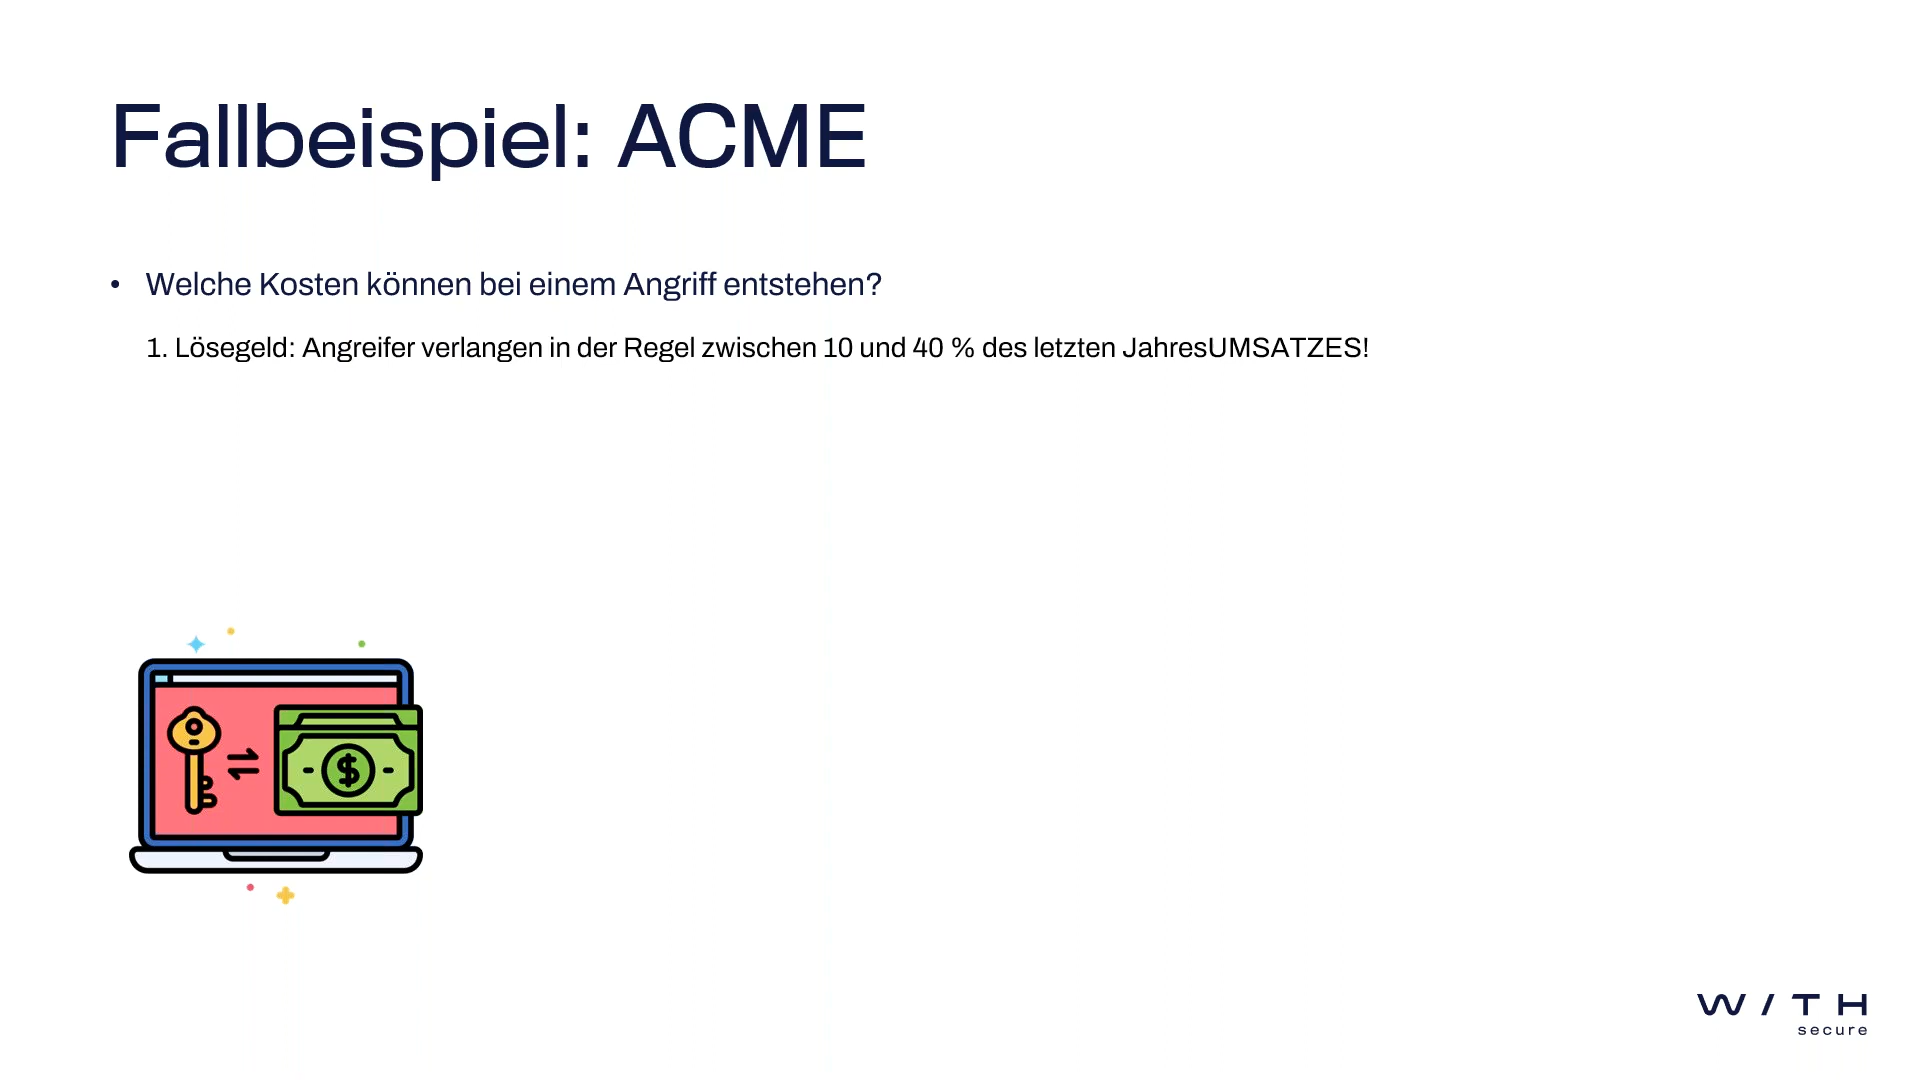 Fallbeispiel: ACME
• Welche Kosten können bei einem Angriff entstehen?
1. Lösegeld: Angreifer verlangen in der Regel zwischen 10 und 40 % des letzten JahresUMSATZES!
$
W/TH
secure